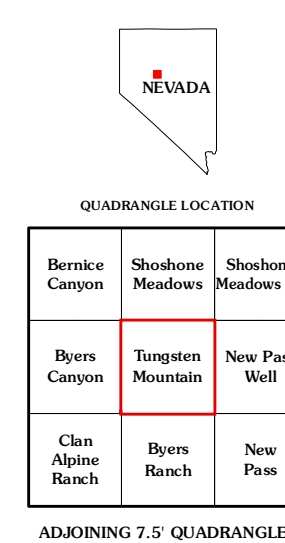 NEVADA
QUADRANGLE LOCATION
Bernice
Canyon
Shoshone
Meadows
Shoshon
Meadows
Byers
Canyon
Tungsten
Mountain
New Pas
Well
Clan
Alpine
Ranch
Byers
Ranch
New
Pass
ADJOINING 7.5' QUADRANGLE